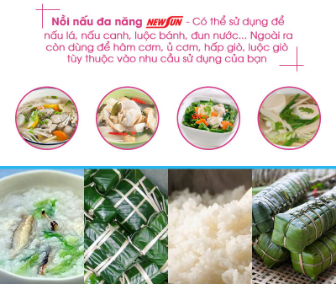 Nồi nấu đa năng NEWSUN - Có thể sử dụng để
nấu lá, nấu canh, luộc bánh, đun nước... Ngoài ra
còn dùng để hâm cơm, ủ cơm, hấp giò, luộc giò
tùy thuộc vào nhu cầu sử dụng của bạn